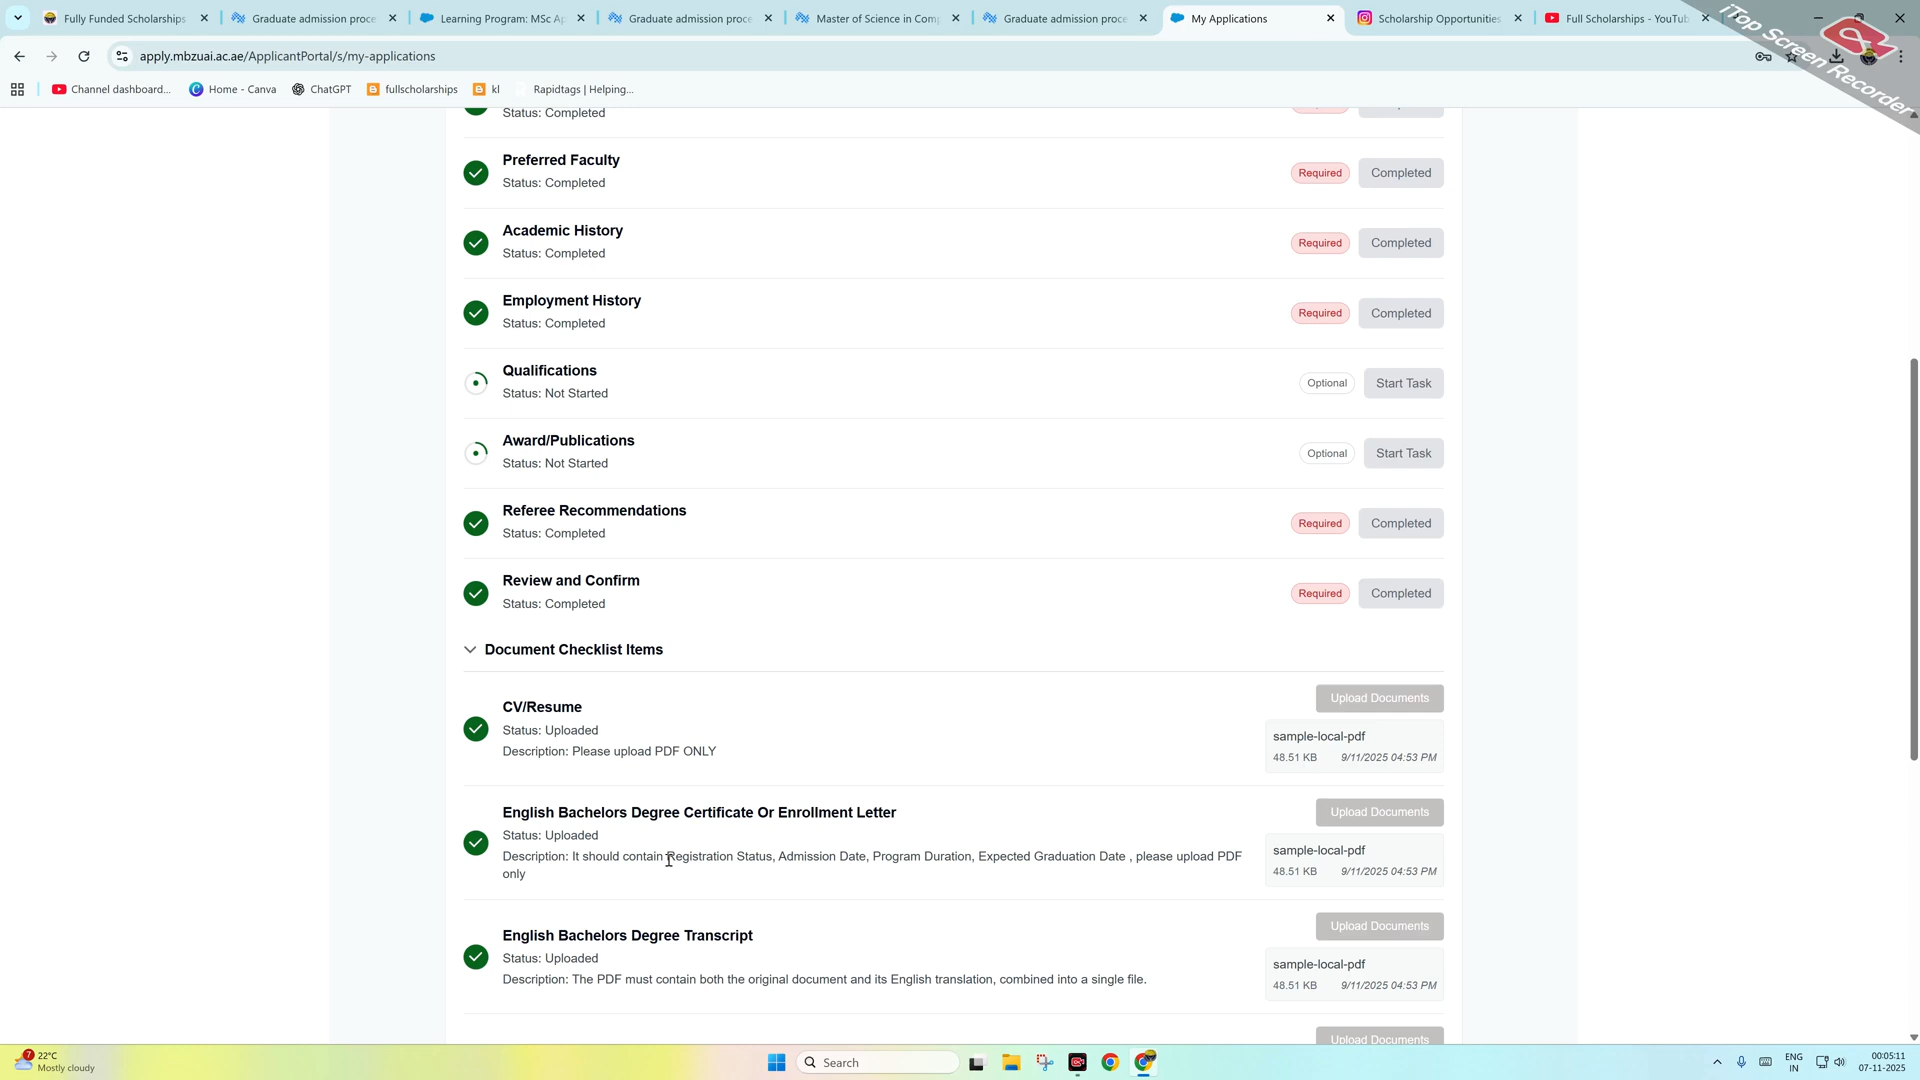 Fully Funded Scholarships
Graduate admission proce
Learning Program: MSc Ap
Graduate admission proce
Master of Science in Comp
Graduate admission proce
My Applications
Scholarship Opportunities
Full Scholarships - YouTub
iTop Screen Recorder
apply.mbzuai.ac.ae/ApplicantPortal/s/my-applications
Channel dashboard...
Home - Canva
ChatGPT
fullscholarships
kl
Rapidtags | Helping...
Status: Completed
Preferred Faculty
Status: Completed
Required
Completed
Academic History
Status: Completed
Required
Completed
Employment History
Status: Completed
Required
Completed
Qualifications
Status: Not Started
Optional
Start Task
Award/Publications
Status: Not Started
Optional
Start Task
Referee Recommendations
Status: Completed
Required
Completed
Review and Confirm
Status: Completed
Required
Completed
Document Checklist Items
CV/Resume
Status: Uploaded
Description: Please upload PDF ONLY
Upload Documents
sample-local-pdf
48.51 KB 9/11/2025 04:53 PM
English Bachelors Degree Certificate Or Enrollment Letter
Status: Uploaded
Description: It should contain Registration Status, Admission Date, Program Duration, Expected Graduation Date , please upload PDF
only
Upload Documents
sample-local-pdf
48.51 KB 9/11/2025 04:53 PM
English Bachelors Degree Transcript
Status: Uploaded
Description: The PDF must contain both the original document and its English translation, combined into a single file.
Upload Documents
sample-local-pdf
48.51 KB 9/11/2025 04:53 PM
Upload Documents
7
22°C
Mostly cloudy
Search
ENG
IN
00:05:11
07-11-2025